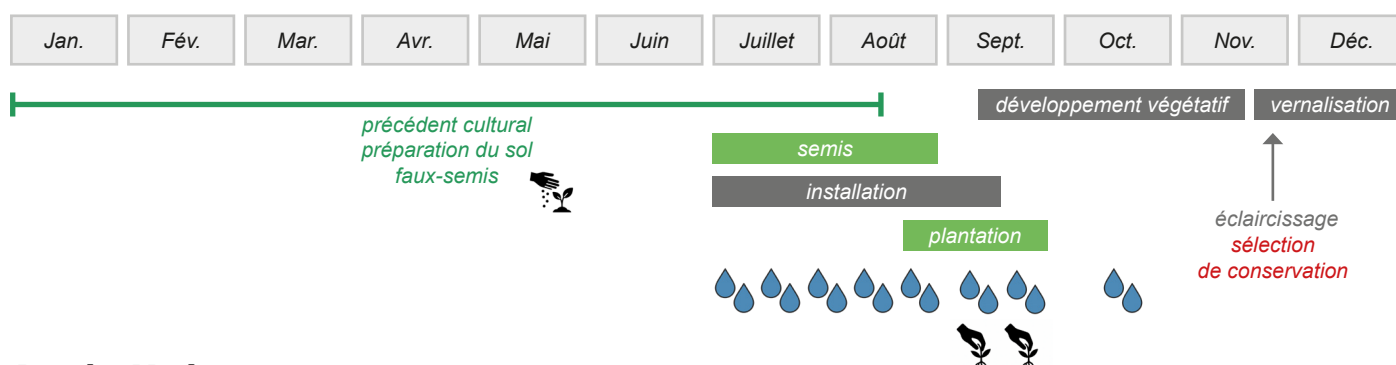 Jan. Fév. Mar. Avr. Mai Juin Juillet Août Sept. Oct. Nov. Déc.
développement végétatif vernalisation
précédent cultural
préparation du sol
faux-semis
semis
installation
plantation
éclaircissage
sélection
de conservation